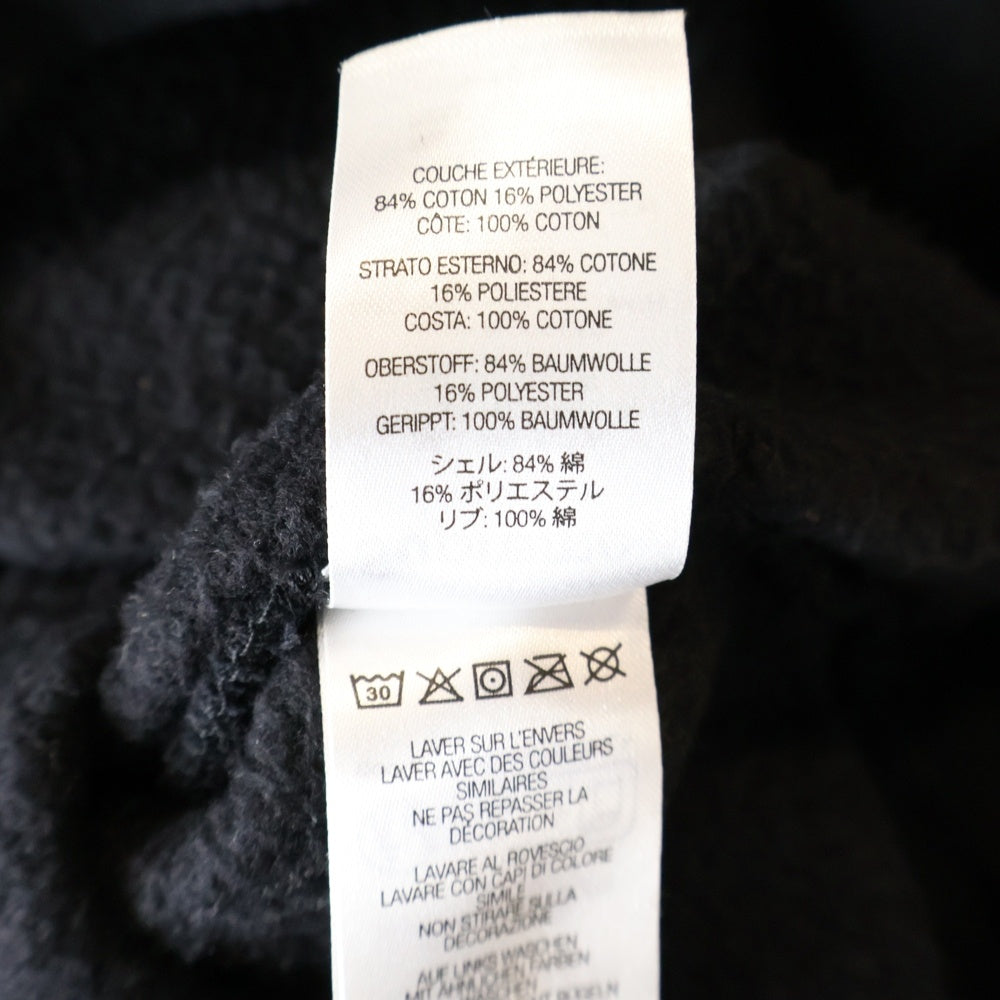 COUCHE EXTÉRIEURE:
84% COTON 16% POLYESTER
CÔTE: 100% COTON
STRATO ESTERNO: 84% COTONE
16% POLIESTERE
COSTA: 100% COTONE
OBERSTOFF: 84% BAUMWOLLE
16% POLYESTER
GERIPPT: 100% BAUMWOLLE
シェル: 84% 綿
16% ポリエステル
リブ: 100% 綿
30
LAVER SUR L'ENVERS
LAVER AVEC DES COULEURS
SIMILAIRES
NE PAS REPASSER LA
DÉCORATION
LAVARE AL ROVESCIO
LAVARE CON CAPI DI COLORE
SIMILE
NON STIRARE SULLA
DECORAZIONE
AUF LINKS WASCHEN
MIT ÄHNLICHEN FARBEN